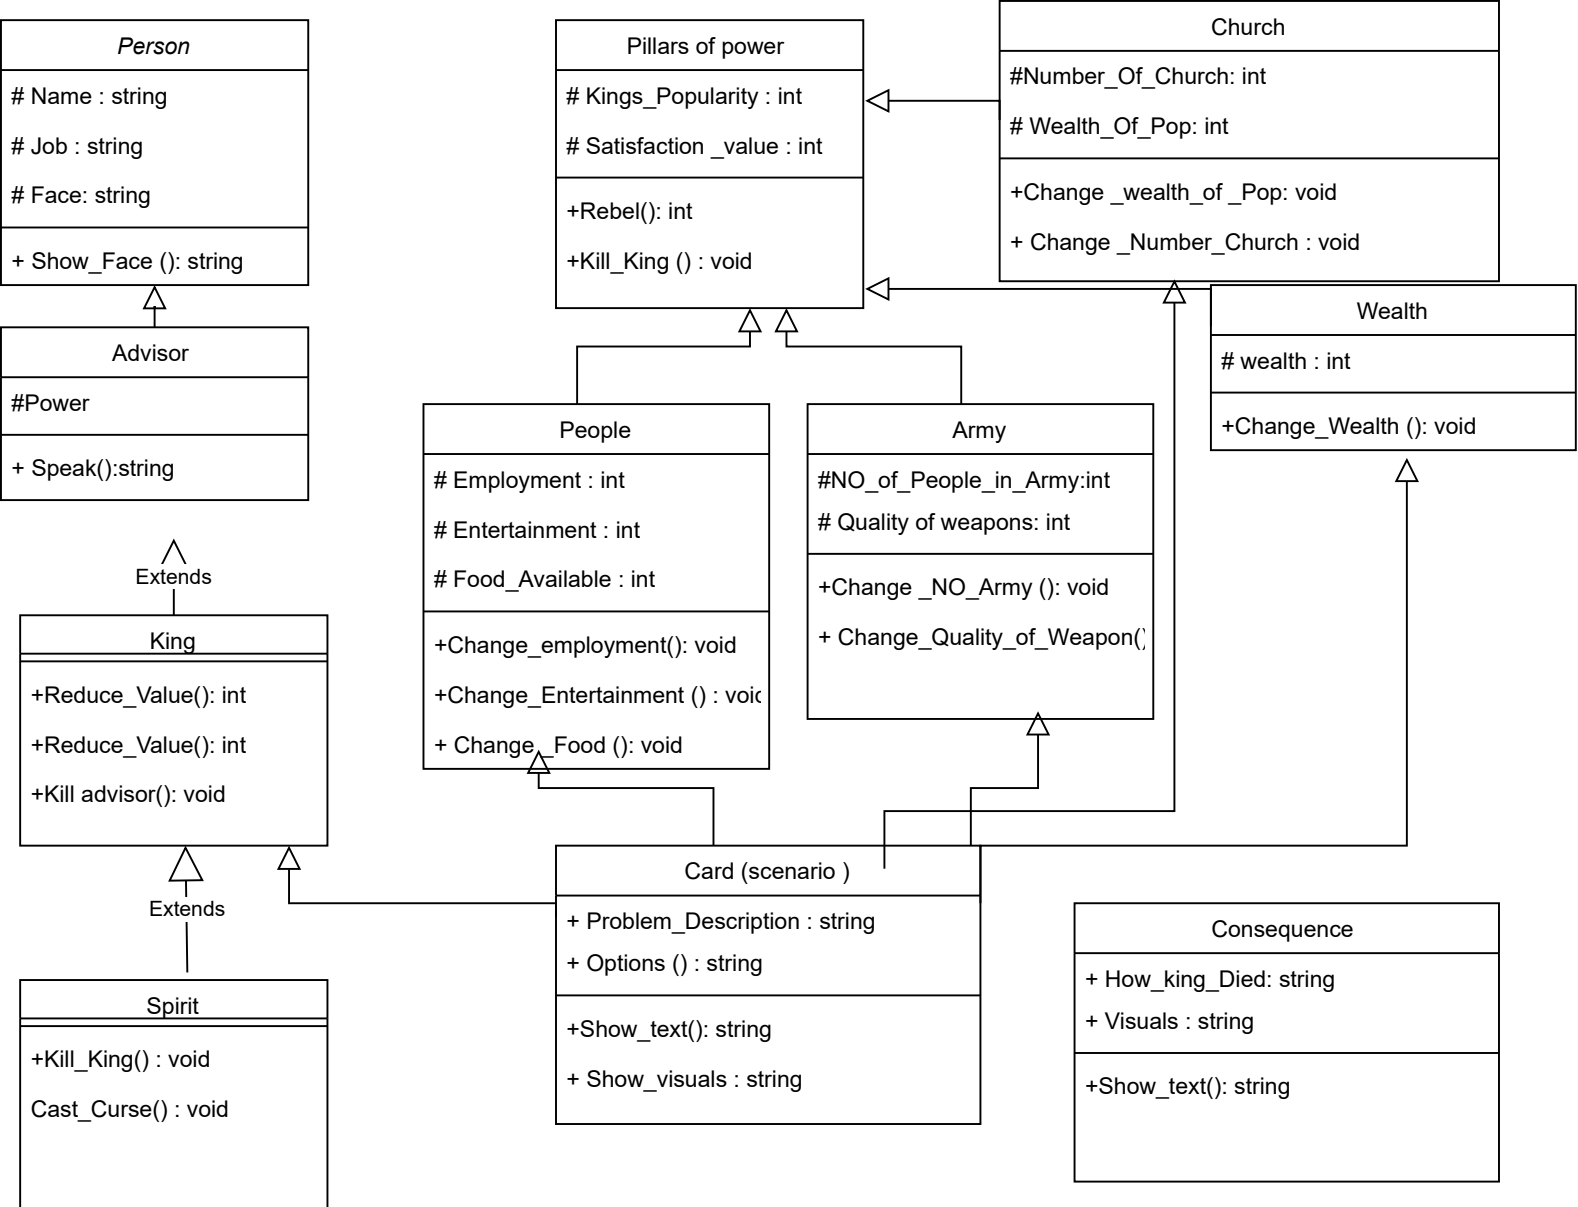 Person
# Name : string
# Job : string
# Face: string
+ Show_Face (): string
Advisor
#Power
+ Speak():string
Extends
King
+Reduce_Value(): int
+Reduce_Value(): int
+Kill advisor(): void
Extends
Spirit
+Kill_King() : void
Cast_Curse() : void
Pillars of power
# Kings_Popularity : int
# Satisfaction _value : int
+Rebel(): int
+Kill_King () : void
Church
#Number_Of_Church: int
# Wealth_Of_Pop: int
+Change _wealth_of _Pop: void
+ Change _Number_Church : void
Wealth
# wealth : int
+Change_Wealth (): void
People
# Employment : int
# Entertainment : int
# Food_Available : int
+Change_employment(): void
+Change_Entertainment () : void
+ Change _Food (): void
Army
#NO_of_People_in_Army:int
# Quality of weapons: int
+Change _NO_Army (): void
+ Change_Quality_of_Weapon()
Card (scenario )
+ Problem_Description : string
+ Options () : string
+Show_text(): string
+ Show_visuals : string
Consequence
+ How_king_Died: string
+ Visuals : string
+Show_text(): string